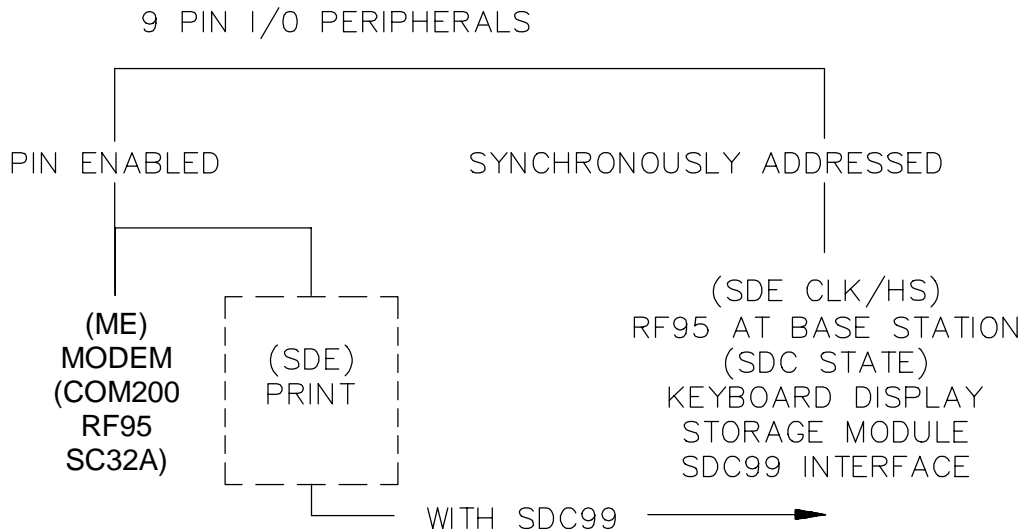 9 PIN I/O PERIPHERALS
PIN ENABLED
SYNCHRONOUSLY ADDRESSED
(ME)
MODEM
(COM200
RF95
SC32A)
(SDE)
PRINT
(SDE CLK/HS)
RF95 AT BASE STATION
(SDC STATE)
KEYBOARD DISPLAY
STORAGE MODULE
SDC99 INTERFACE
WITH SDC99